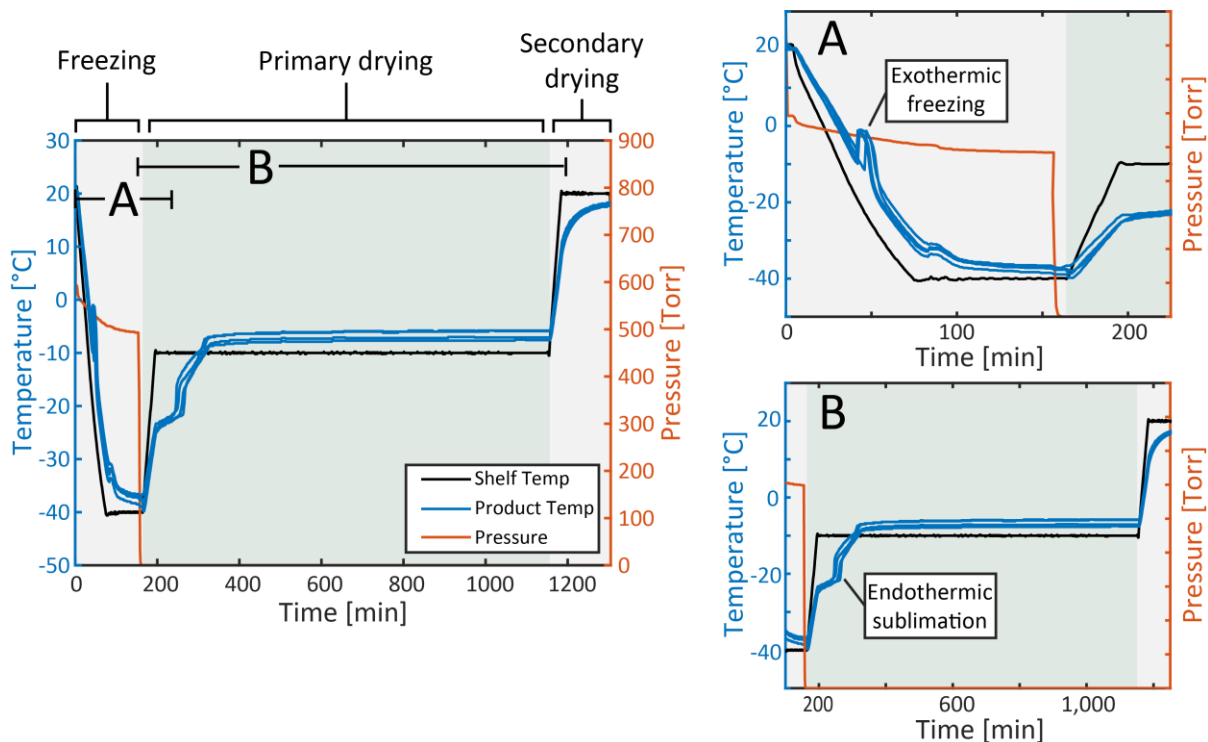 Freezing
Primary drying
Secondary
drying
30
20
10
0
-10
-20
-30
-40
-50
Temperature [°C]
A
B
Shelf Temp
Product Temp
Pressure
900
800
700
600
500
400
300
200
100
0
Pressure [Torr]
0
200
400
600
800
1000
1200
Time [min]
A
Exothermic
freezing
20
0
-20
-40
Temperature [°C]
Pressure [Torr]
0
100
200
Time [min]
B
Endothermic
sublimation
20
0
-20
-40
Temperature [°C]
Pressure [Torr]
200
600
1,000
Time [min]